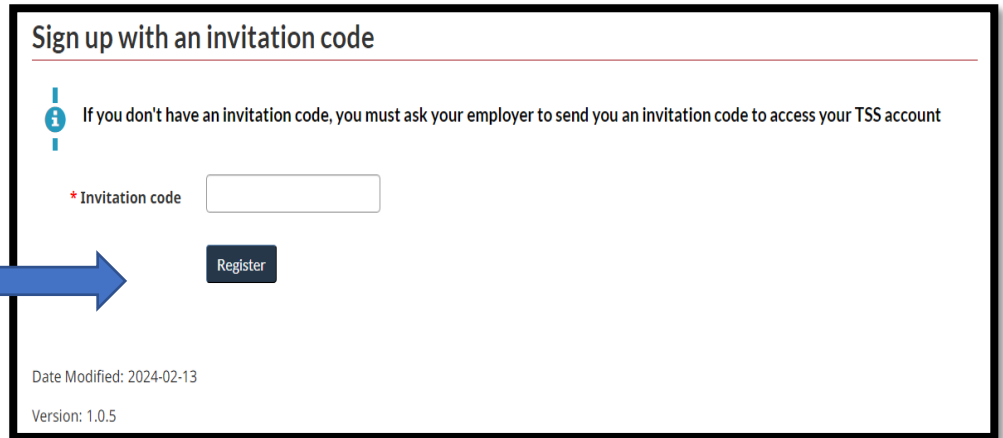 Sign up with an invitation code
If you don't have an invitation code, you must ask your employer to send you an invitation code to access your TSS account
* Invitation code
Register
Date Modified: 2024-02-13
Version: 1.0.5